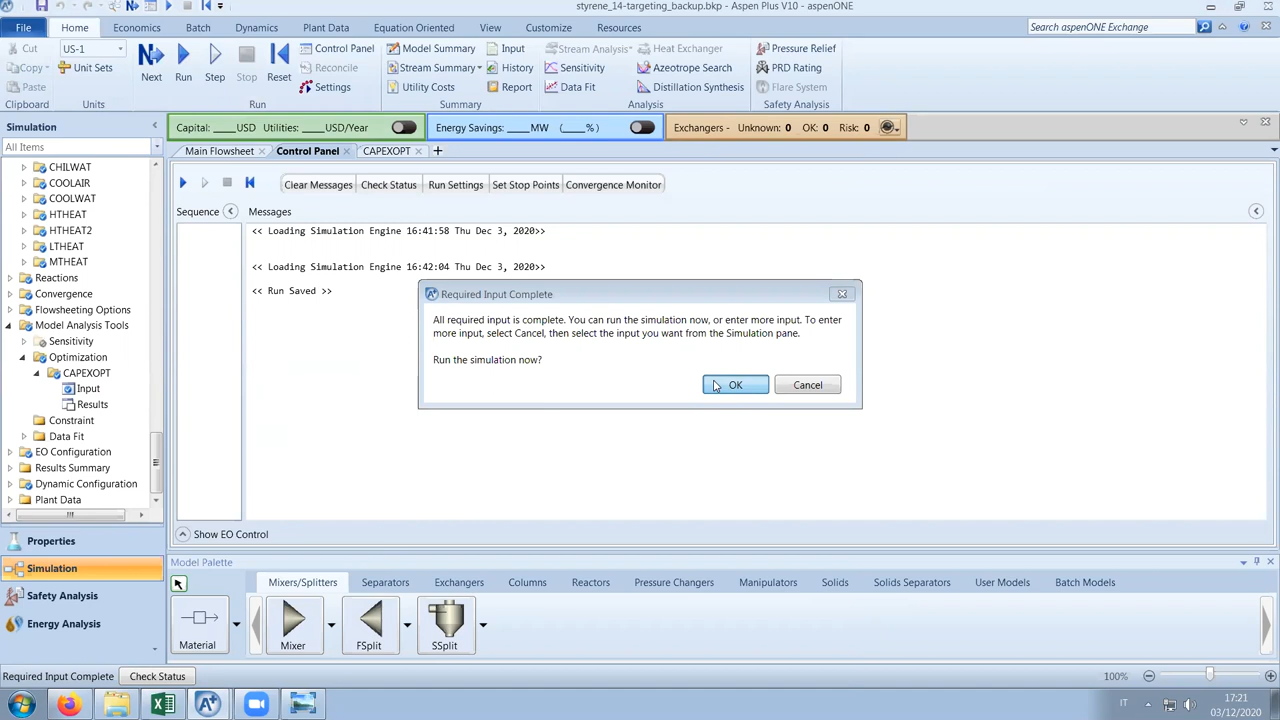 styrene_14-targeting_backup.bkp - Aspen Plus V10 - aspenONE
File Home Economics Batch Dynamics Plant Data Equation Oriented View Customize Resources Search aspenONE Exchange
Cut US-1 Control Panel Model Summary Input Stream Analysis Heat Exchanger Pressure Relief
Copy Unit Sets Next Run Step Stop Reset Reconcile Stream Summary History Sensitivity Azeotrope Search PRD Rating
Paste Settings Utility Costs Report Data Fit Distillation Synthesis Flare System
Clipboard Units Run Summary Analysis Safety Analysis
Simulation Capital: ____USD Utilities: ____USD/Year Energy Savings: ____MW (____%) Exchangers - Unknown: 0 OK: 0 Risk: 0
All Items Main Flowsheet Control Panel CAPEXOPT +
CHILWAT
COOLAIR
COOLWAT
HTHEAT
HTHEAT2
LTHEAT
MTHEAT
Reactions
Convergence
Flowsheeting Options
Model Analysis Tools
Sensitivity
Optimization
CAPEXOPT
Input
Results
Constraint
Data Fit
EO Configuration
Results Summary
Dynamic Configuration
Plant Data
Properties
Simulation
Safety Analysis
Energy Analysis
Clear Messages Check Status Run Settings Set Stop Points Convergence Monitor
Sequence Messages
<< Loading Simulation Engine 16:41:58 Thu Dec 3, 2020>>
<< Loading Simulation Engine 16:42:04 Thu Dec 3, 2020>>
<< Run Saved >>
Required Input Complete
All required input is complete. You can run the simulation now, or enter more input. To enter
more input, select Cancel, then select the input you want from the Simulation pane.
Run the simulation now?
OK Cancel
Show EO Control
Model Palette
Mixers/Splitters Separators Exchangers Columns Reactors Pressure Changers Manipulators Solids Solids Separators User Models Batch Models
Material Mixer FSplit SSplit
Required Input Complete Check Status 100%
IT 17:21
03/12/2020